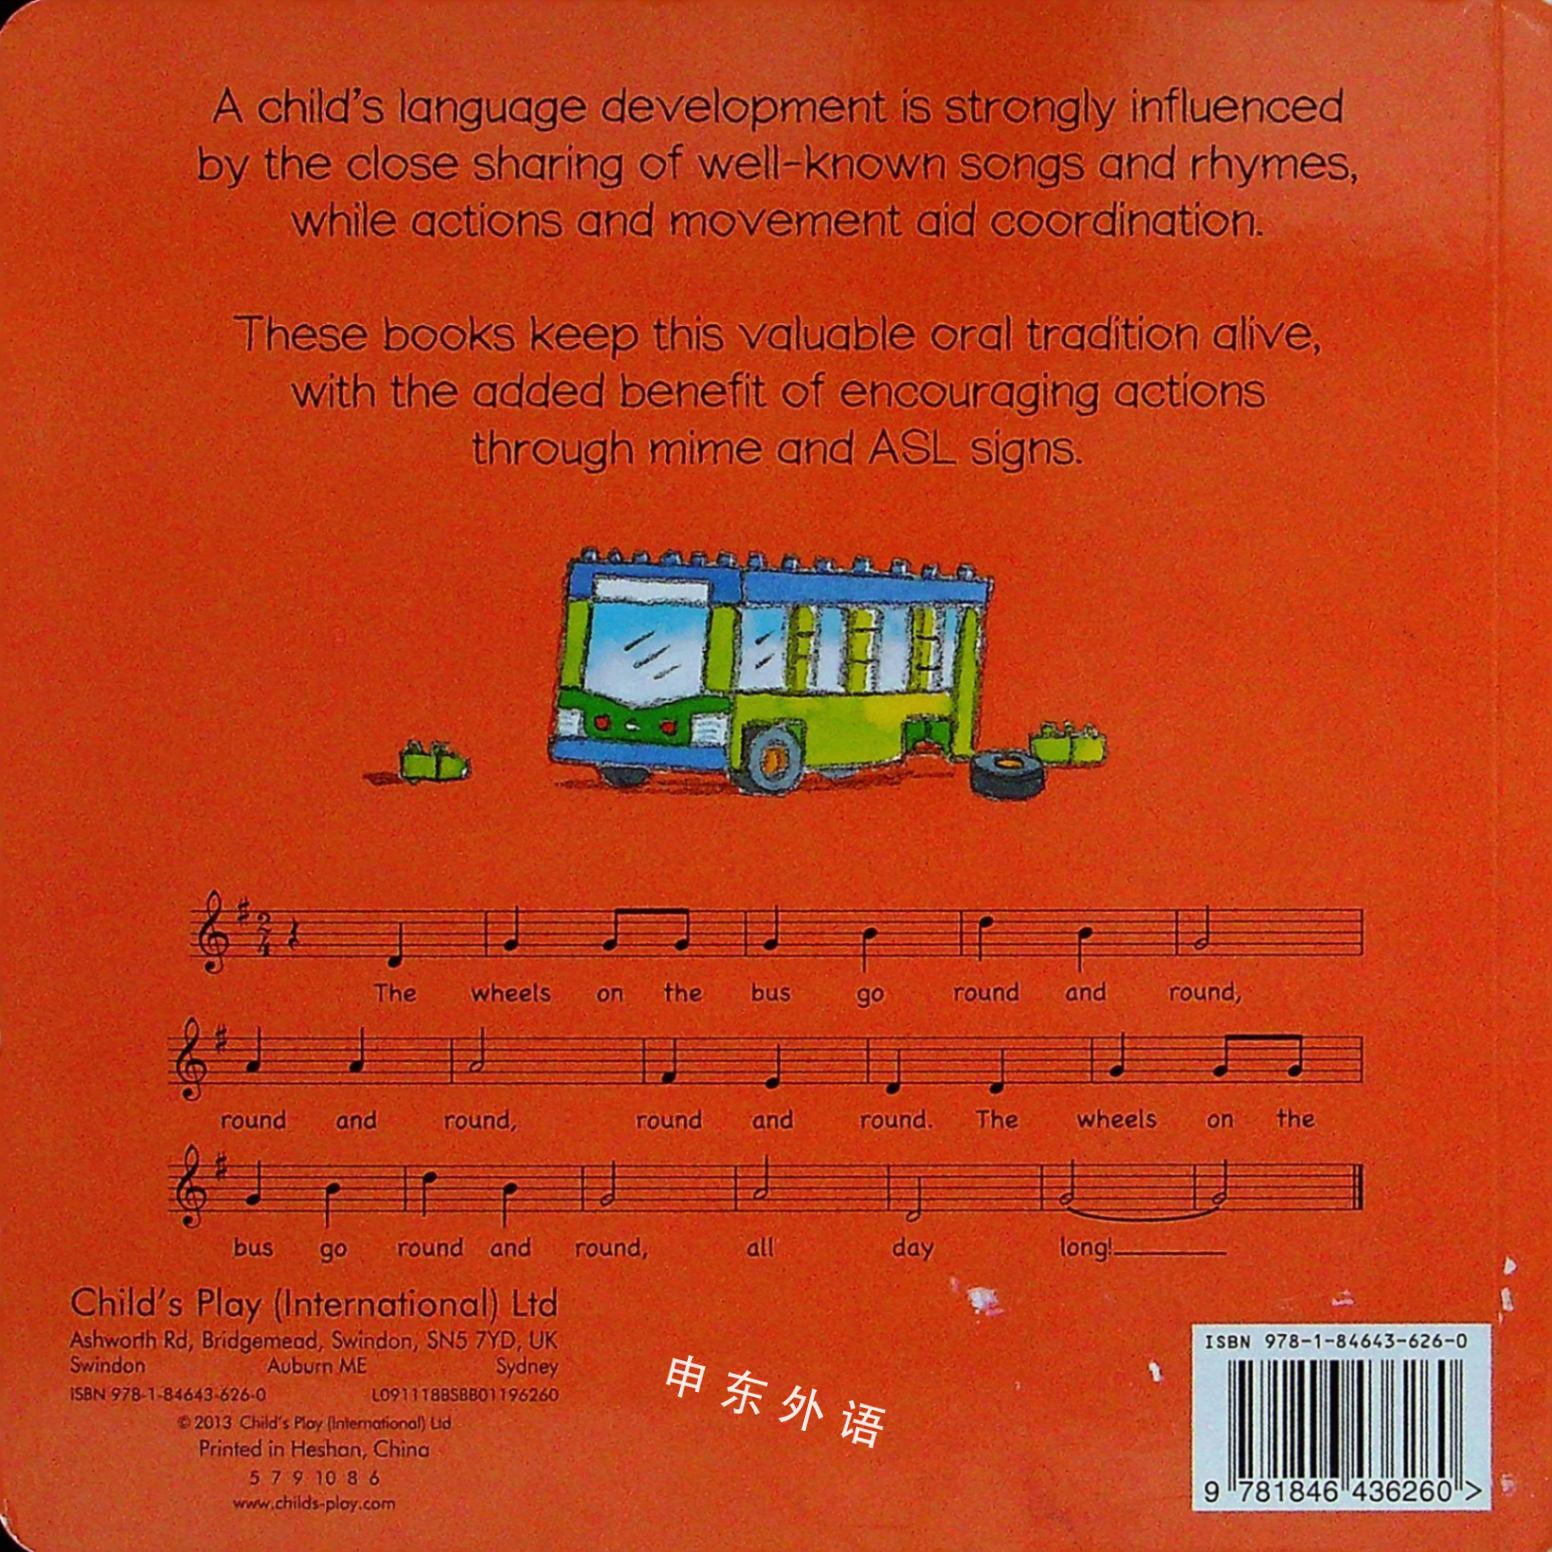 A child's language development is strongly influenced
by the close sharing of well-known songs and rhymes,
while actions and movement aid coordination.
These books keep this valuable oral tradition alive,
with the added benefit of encouraging actions
through mime and ASL signs.
2
4
The wheels on the bus go round and round,
round and round, round and round. The wheels on the
bus go round and round, all day long!
Child's Play (International) Ltd
Ashworth Rd, Bridgemead, Swindon, SN5 7YD, UK
Swindon Auburn ME Sydney
ISBN 978-1-84643-626-0 L091118BSBB01196260
© 2013 Child's Play (International) Ltd
Printed in Heshan, China
5 7 9 10 8 6
www.childs-play.com
申东外语
ISBN 978-1-84643-626-0
9 781846 436260 >